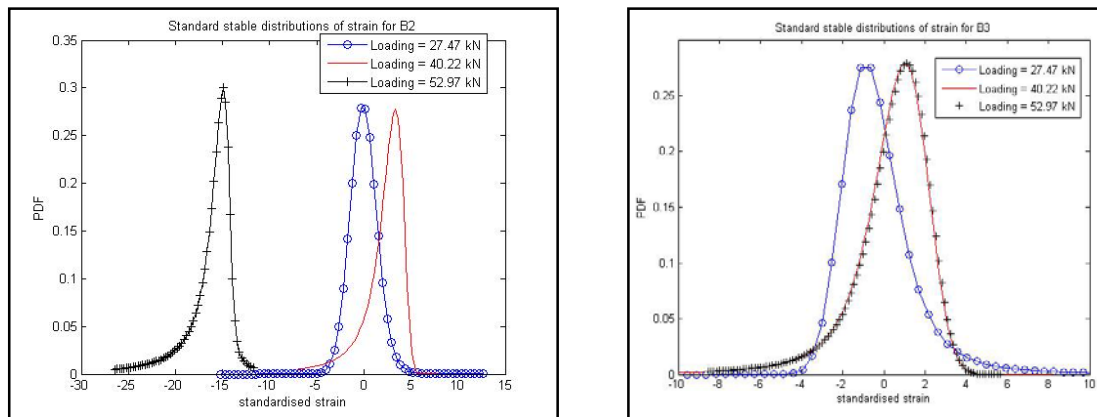 Standard stable distributions of strain for B2
0.35
0.3
0.25
0.2
0.15
0.1
0.05
0
PDF
Loading = 27.47 kN
Loading = 40.22 kN
Loading = 52.97 kN
-30 -25 -20 -15 -10 -5 0 5 10 15
standardised strain
Standard stable distributions of strain for B3
0.25
0.2
0.15
0.1
0.05
0
PDF
Loading = 27.47 kN
Loading = 40.22 kN
Loading = 52.97 kN
-10 -8 -6 -4 -2 0 2 4 6 8 10
standardised strain